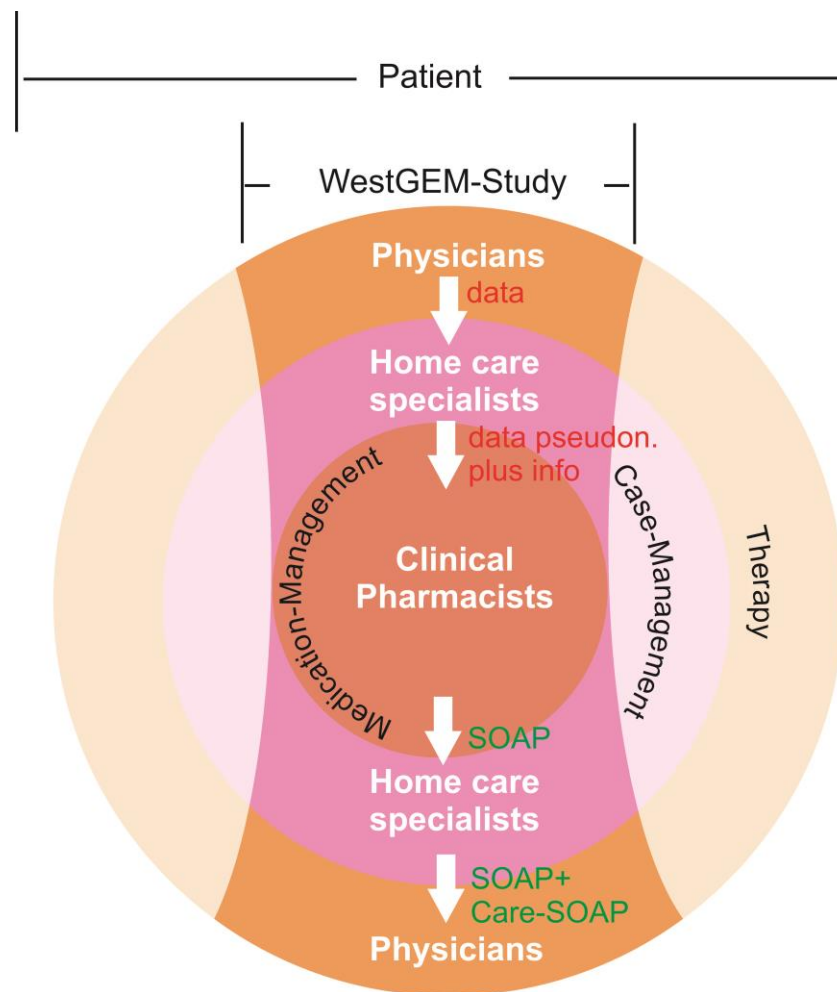 Patient
WestGEM-Study
Physicians
data
Home care
specialists
data pseudon.
plus info
Medication-Management
Case-Management
Therapy
Clinical
Pharmacists
SOAP
Home care
specialists
SOAP+
Care-SOAP
Physicians